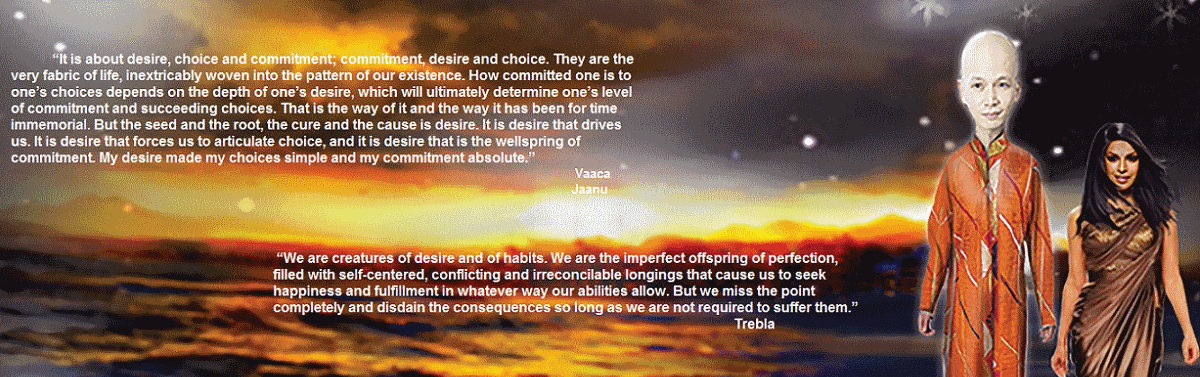 “It is about desire, choice and commitment; commitment, desire and choice. They are the
very fabric of life, inextricably woven into the pattern of our existence. How committed one is to
one’s choices depends on the depth of one’s desire, which will ultimately determine one’s level
of commitment and succeeding choices. That is the way of it and the way it has been for time
immemorial. But the seed and the root, the cure and the cause is desire. It is desire that drives
us. It is desire that forces us to articulate choice, and it is desire that is the wellspring of
commitment. My desire made my choices simple and my commitment absolute.”
Vaaca
Jaanu
“We are creatures of desire and of habits. We are the imperfect offspring of perfection,
filled with self-centered, conflicting and irreconcilable longings that cause us to seek
happiness and fulfillment in whatever way our abilities allow. But we miss the point
completely and disdain the consequences so long as we are not required to suffer them.”
Trebla